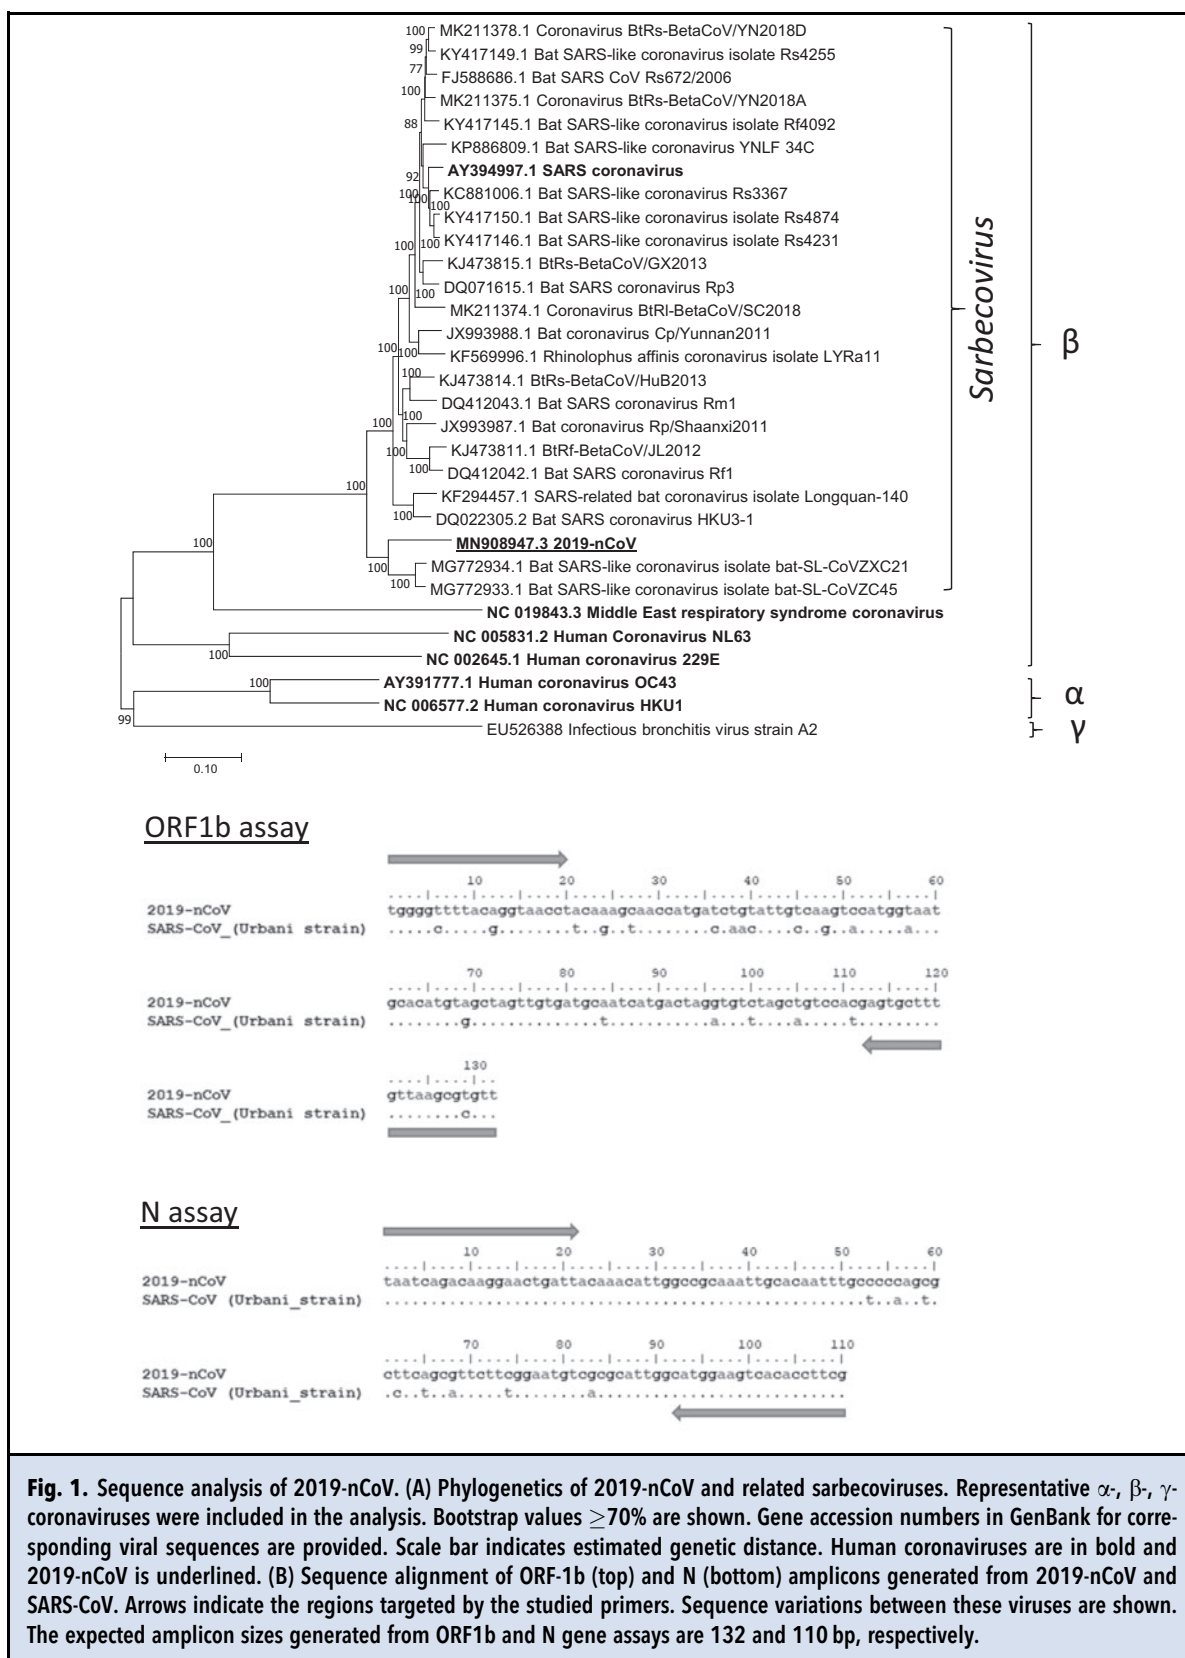 100 MK211378.1 Coronavirus BtRs-BetaCoV/YN2018D
99 KY417149.1 Bat SARS-like coronavirus isolate Rs4255
77 FJ588686.1 Bat SARS CoV Rs672/2006
100 MK211375.1 Coronavirus BtRs-BetaCoV/YN2018A
88 KY417145.1 Bat SARS-like coronavirus isolate Rf4092
KP886809.1 Bat SARS-like coronavirus YNLF 34C
92 AY394997.1 SARS coronavirus
100 KC881006.1 Bat SARS-like coronavirus Rs3367
100 100 KY417150.1 Bat SARS-like coronavirus isolate Rs4874
100 100 KY417146.1 Bat SARS-like coronavirus isolate Rs4231
KJ473815.1 BtRs-BetaCoV/GX2013
100 100 DQ071615.1 Bat SARS coronavirus Rp3
MK211374.1 Coronavirus BtRl-BetaCoV/SC2018
JX993988.1 Bat coronavirus Cp/Yunnan2011
100 100 KF569996.1 Rhinolophus affinis coronavirus isolate LYRa11
100 KJ473814.1 BtRs-BetaCoV/HuB2013
DQ412043.1 Bat SARS coronavirus Rm1
100 100 JX993987.1 Bat coronavirus Rp/Shaanxi2011
100 KJ473811.1 BtRf-BetaCoV/JL2012
100 DQ412042.1 Bat SARS coronavirus Rf1
100 KF294457.1 SARS-related bat coronavirus isolate Longquan-140
100 DQ022305.2 Bat SARS coronavirus HKU3-1
100 MN908947.3 2019-nCoV
100 MG772934.1 Bat SARS-like coronavirus isolate bat-SL-CoVZXC21
100 MG772933.1 Bat SARS-like coronavirus isolate bat-SL-CoVZC45
NC 019843.3 Middle East respiratory syndrome coronavirus
NC 005831.2 Human Coronavirus NL63
100 NC 002645.1 Human coronavirus 229E
100 AY391777.1 Human coronavirus OC43
NC 006577.2 Human coronavirus HKU1
99 EU526388 Infectious bronchitis virus strain A2
Sarbecovirus
β
α
γ
0.10
ORF1b assay
10 20 30 40 50 60
2019-nCoV tggggttttacaggtaacctacaaagcaaccatgatctgtattgtcaagtccatggtaat
SARS-CoV_(Urbani strain) .....c.....g........t..g..t........c.aac....c..g..a.....a...
70 80 90 100 110 120
2019-nCoV gcacatgtagctagttgtgatgcaatcatgactaggtgtctagctgtccacgagtgcttt
SARS-CoV_(Urbani strain) ........g..............t...........a...t....a.....t.........
130
2019-nCoV gttaagcgtgtt
SARS-CoV_(Urbani strain) ........c...
N assay
10 20 30 40 50 60
2019-nCoV taatcagacaaggaactgattacaaacattggccgcaaattgcacaatttgcccccagcg
SARS-CoV (Urbani_strain) ....................................................t..a..t.
70 80 90 100 110
2019-nCoV cttcagcgttcttcggaatgtcgcgcattggcatggaagtcacaccttcg
SARS-CoV (Urbani_strain) .c..t..a.....t........a...........................
Fig. 1. Sequence analysis of 2019-nCoV. (A) Phylogenetics of 2019-nCoV and related sarbecoviruses. Representative α-, β-, γ-
coronaviruses were included in the analysis. Bootstrap values ≥70% are shown. Gene accession numbers in GenBank for corre-
sponding viral sequences are provided. Scale bar indicates estimated genetic distance. Human coronaviruses are in bold and
2019-nCoV is underlined. (B) Sequence alignment of ORF-1b (top) and N (bottom) amplicons generated from 2019-nCoV and
SARS-CoV. Arrows indicate the regions targeted by the studied primers. Sequence variations between these viruses are shown.
The expected amplicon sizes generated from ORF1b and N gene assays are 132 and 110 bp, respectively.